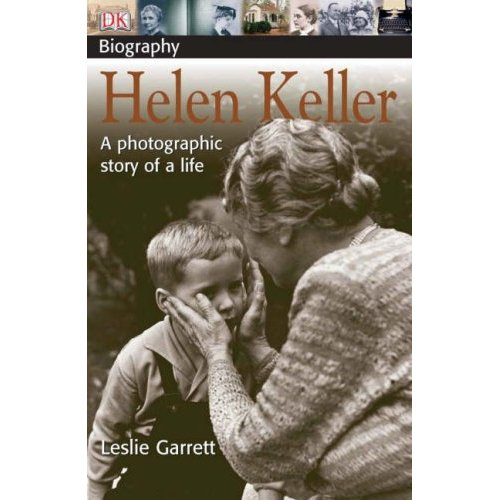 DK
Biography
Helen Keller
A photographic
story of a life
Leslie Garrett